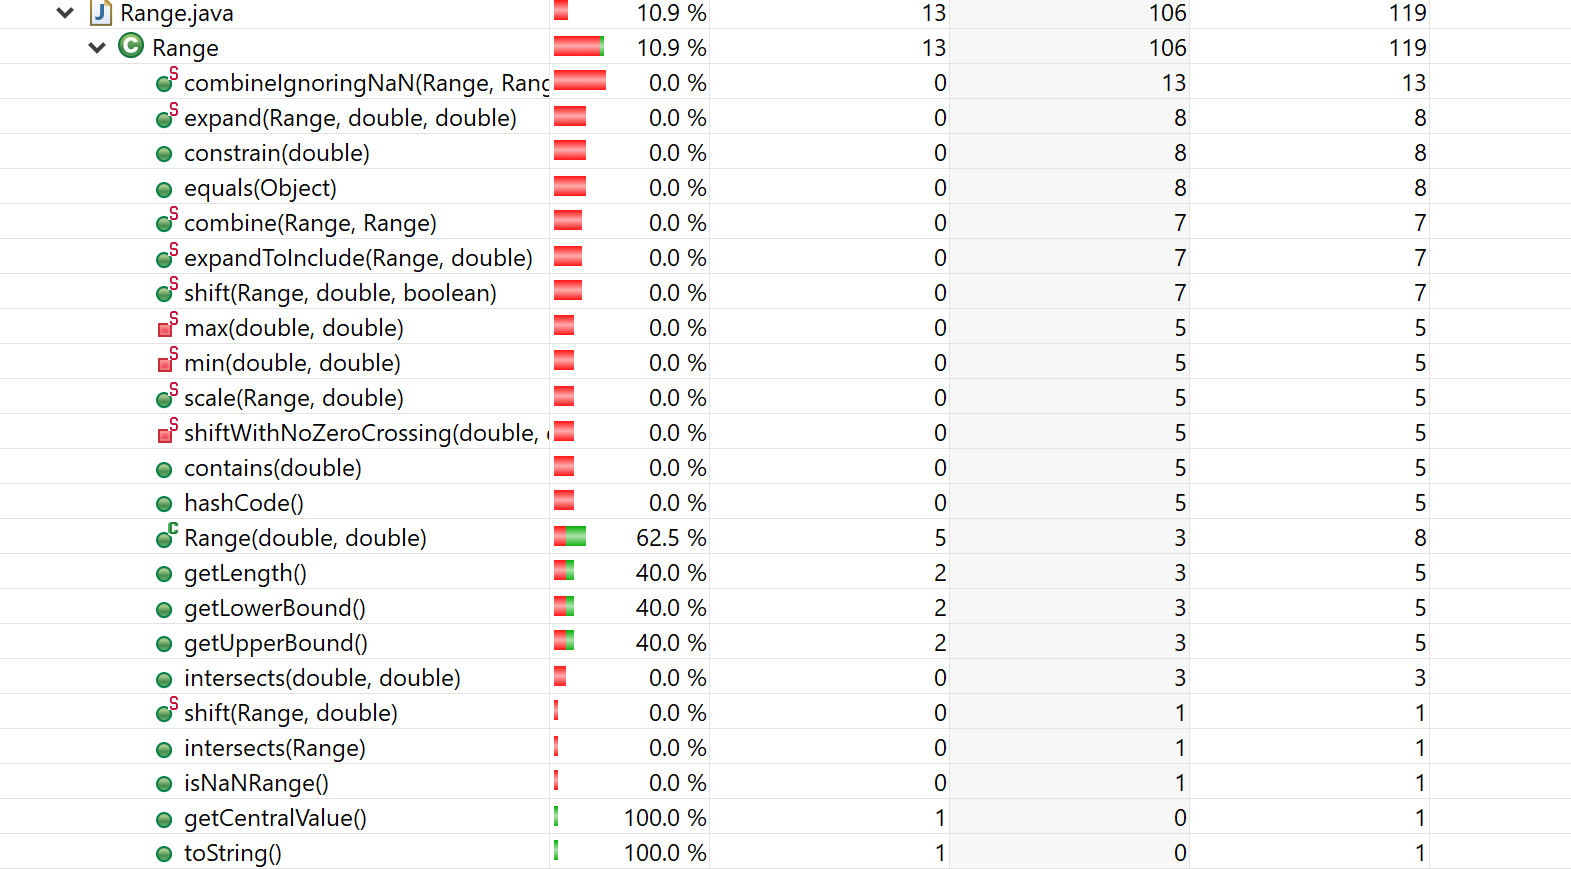 Range.java 10.9 % 13 106 119
Range 10.9 % 13 106 119
combineIgnoringNaN(Range, Rang 0.0 % 0 13 13
expand(Range, double, double) 0.0 % 0 8 8
constrain(double) 0.0 % 0 8 8
equals(Object) 0.0 % 0 8 8
combine(Range, Range) 0.0 % 0 7 7
expandToInclude(Range, double) 0.0 % 0 7 7
shift(Range, double, boolean) 0.0 % 0 7 7
max(double, double) 0.0 % 0 5 5
min(double, double) 0.0 % 0 5 5
scale(Range, double) 0.0 % 0 5 5
shiftWithNoZeroCrossing(double, 0.0 % 0 5 5
contains(double) 0.0 % 0 5 5
hashCode() 0.0 % 0 5 5
Range(double, double) 62.5 % 5 3 8
getLength() 40.0 % 2 3 5
getLowerBound() 40.0 % 2 3 5
getUpperBound() 40.0 % 2 3 5
intersects(double, double) 0.0 % 0 3 3
shift(Range, double) 0.0 % 0 1 1
intersects(Range) 0.0 % 0 1 1
isNaNRange() 0.0 % 0 1 1
getCentralValue() 100.0 % 1 0 1
toString() 100.0 % 1 0 1